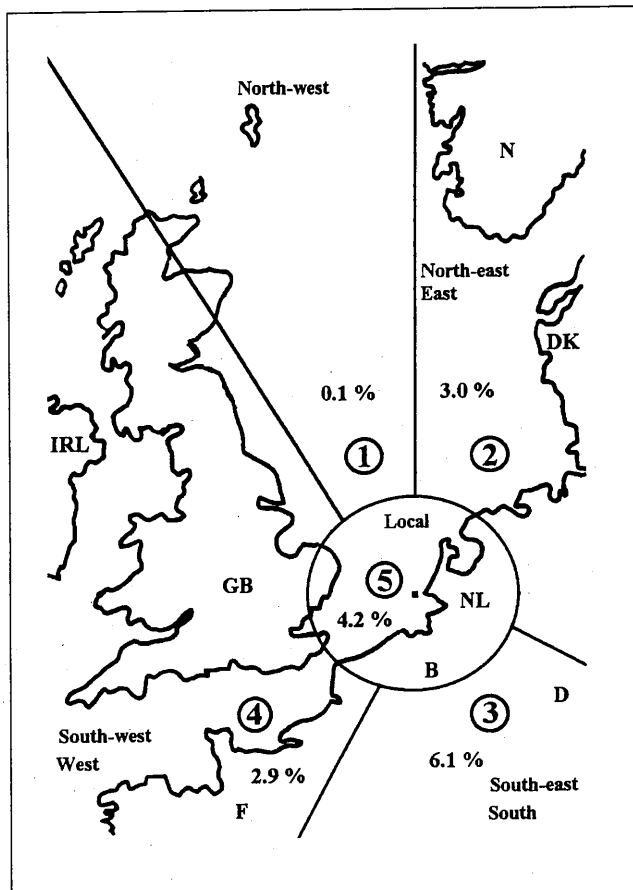 North-west
N
North-east
East
DK
0.1 %
3.0 %
IRL
1
2
Local
5
GB
NL
4.2 %
B
D
4
3
South-west
West
2.9 %
6.1 %
South-east
South
F